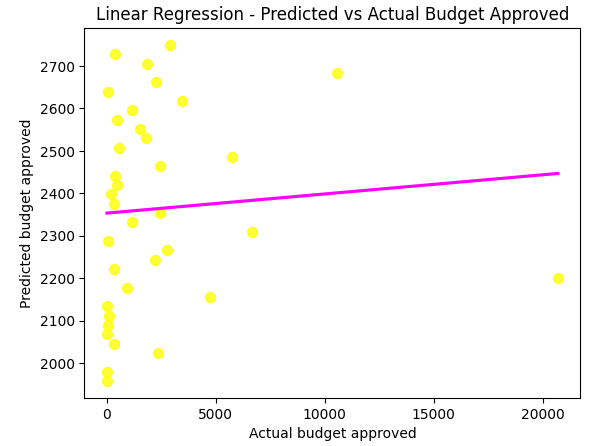 Linear Regression - Predicted vs Actual Budget Approved
Predicted budget approved
2700
2600
2500
2400
2300
2200
2100
2000
0 5000 10000 15000 20000
Actual budget approved